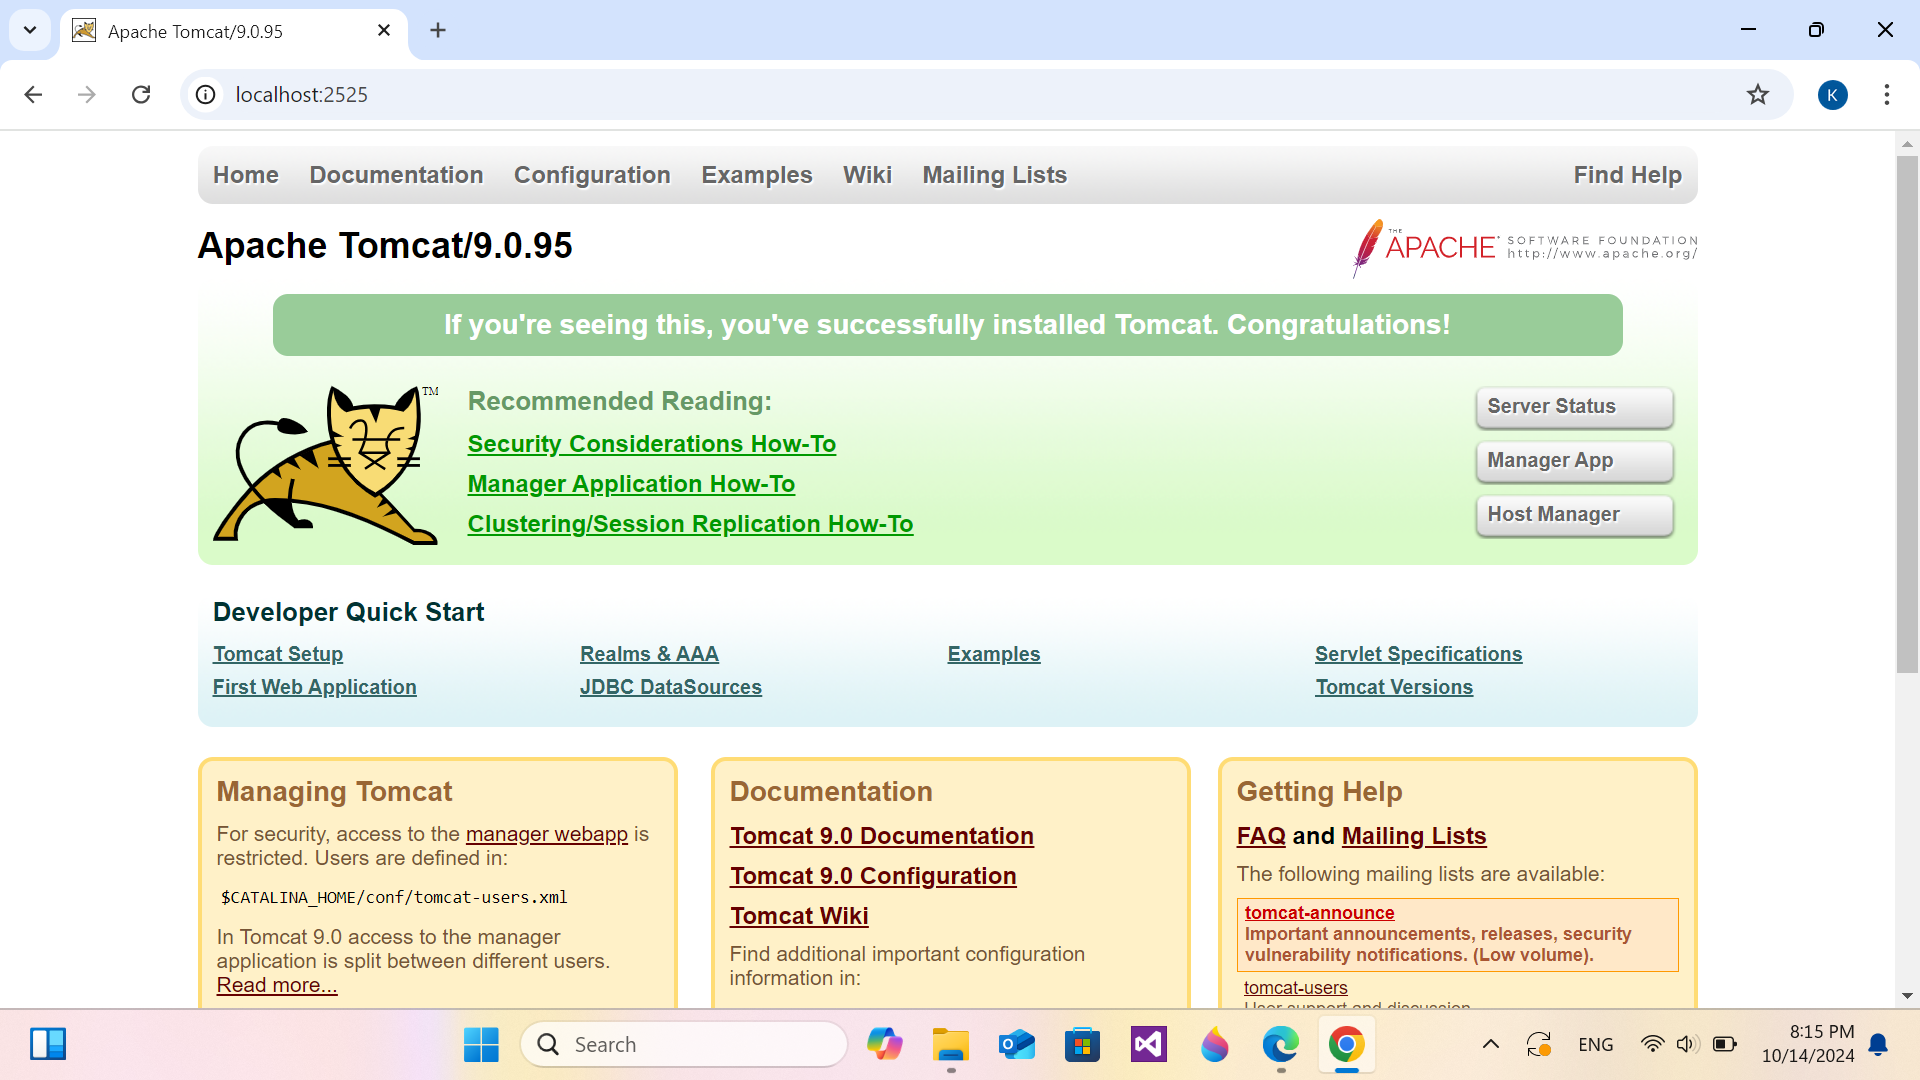 Apache Tomcat/9.0.95
localhost:2525
K
Home Documentation Configuration Examples Wiki Mailing Lists Find Help
Apache Tomcat/9.0.95
THE APACHE® SOFTWARE FOUNDATION
http://www.apache.org/
If you're seeing this, you've successfully installed Tomcat. Congratulations!
TM
Recommended Reading:
Security Considerations How-To
Manager Application How-To
Clustering/Session Replication How-To
Server Status
Manager App
Host Manager
Developer Quick Start
Tomcat Setup
First Web Application
Realms & AAA
JDBC DataSources
Examples
Servlet Specifications
Tomcat Versions
Managing Tomcat
For security, access to the manager webapp is
restricted. Users are defined in:
$CATALINA_HOME/conf/tomcat-users.xml
In Tomcat 9.0 access to the manager
application is split between different users.
Read more...
Documentation
Tomcat 9.0 Documentation
Tomcat 9.0 Configuration
Tomcat Wiki
Find additional important configuration
information in:
Getting Help
FAQ and Mailing Lists
The following mailing lists are available:
tomcat-announce
Important announcements, releases, security
vulnerability notifications. (Low volume).
tomcat-users
User support and discussion
Search
ENG
8:15 PM
10/14/2024